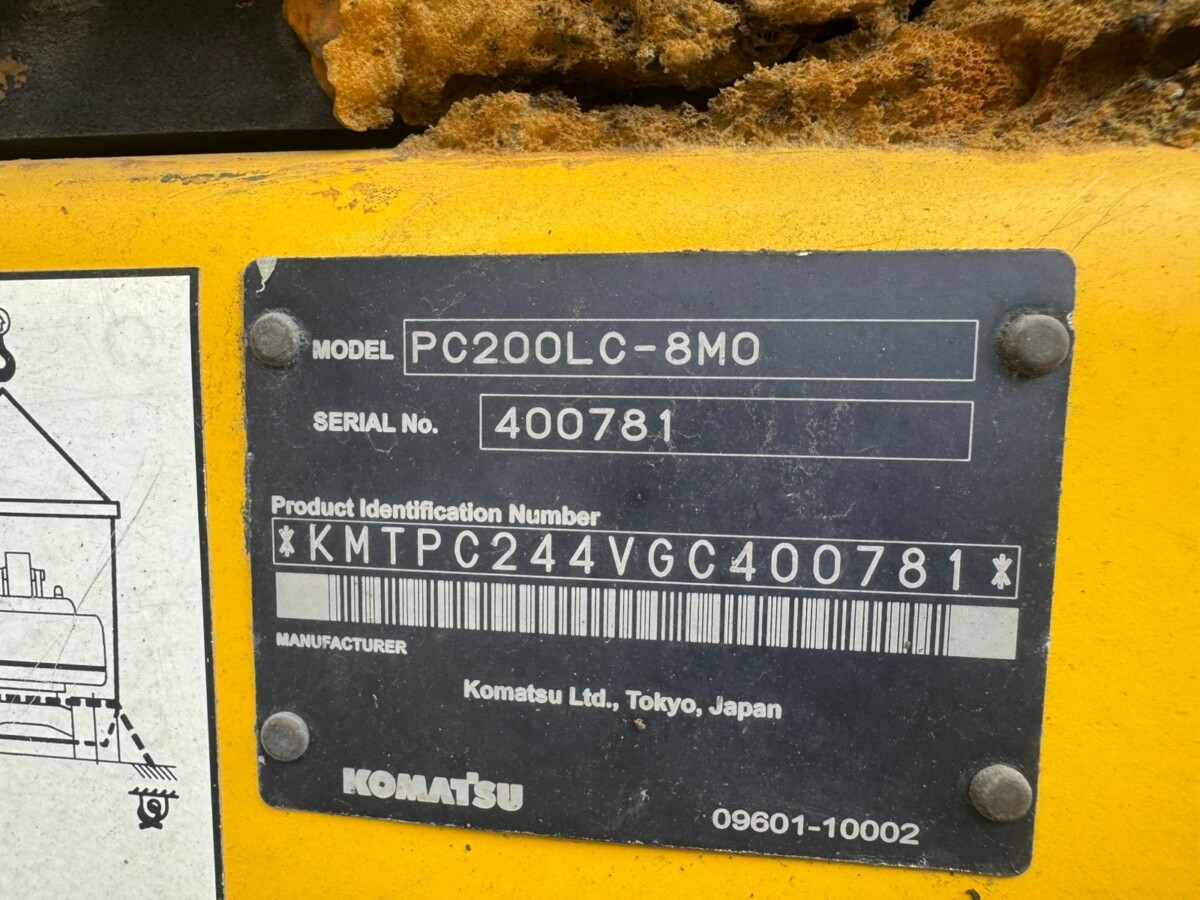 MODEL PC200LC-8M0
SERIAL No. 400781
Product Identification Number
*KMTPC244VGC400781*
MANUFACTURER
Komatsu Ltd., Tokyo, Japan
KOMATSU
09601-10002